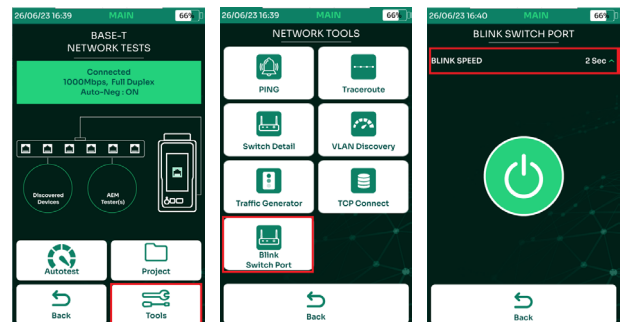 26/06/23 16:39 MAIN 66%
BASE-T
NETWORK TESTS
Connected
1000Mbps, Full Duplex
Auto-Neg : ON
Discovered
Devices
AEM
Tester(s)
Autotest
Project
Back
Tools
26/06/23 16:39 MAIN 66%
NETWORK TOOLS
PING
Traceroute
Switch Detail
VLAN Discovery
Traffic Generator
TCP Connect
Blink
Switch Port
Back
26/06/23 16:40 MAIN 66%
BLINK SWITCH PORT
BLINK SPEED 2 Sec
Back